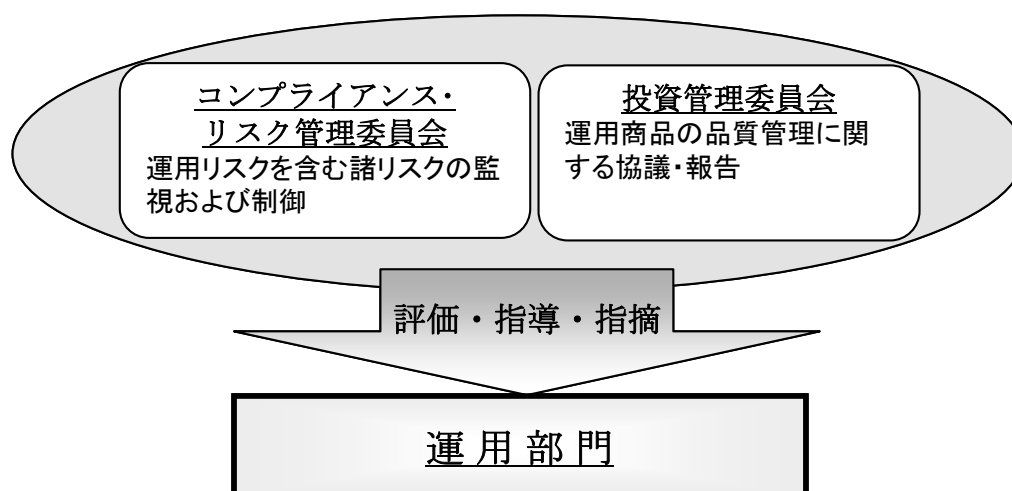 コンプライアンス・
リスク管理委員会
運用リスクを含む諸リスクの監
視および制御
投資管理委員会
運用商品の品質管理に関
する協議・報告
評価・指導・指摘
運用部門